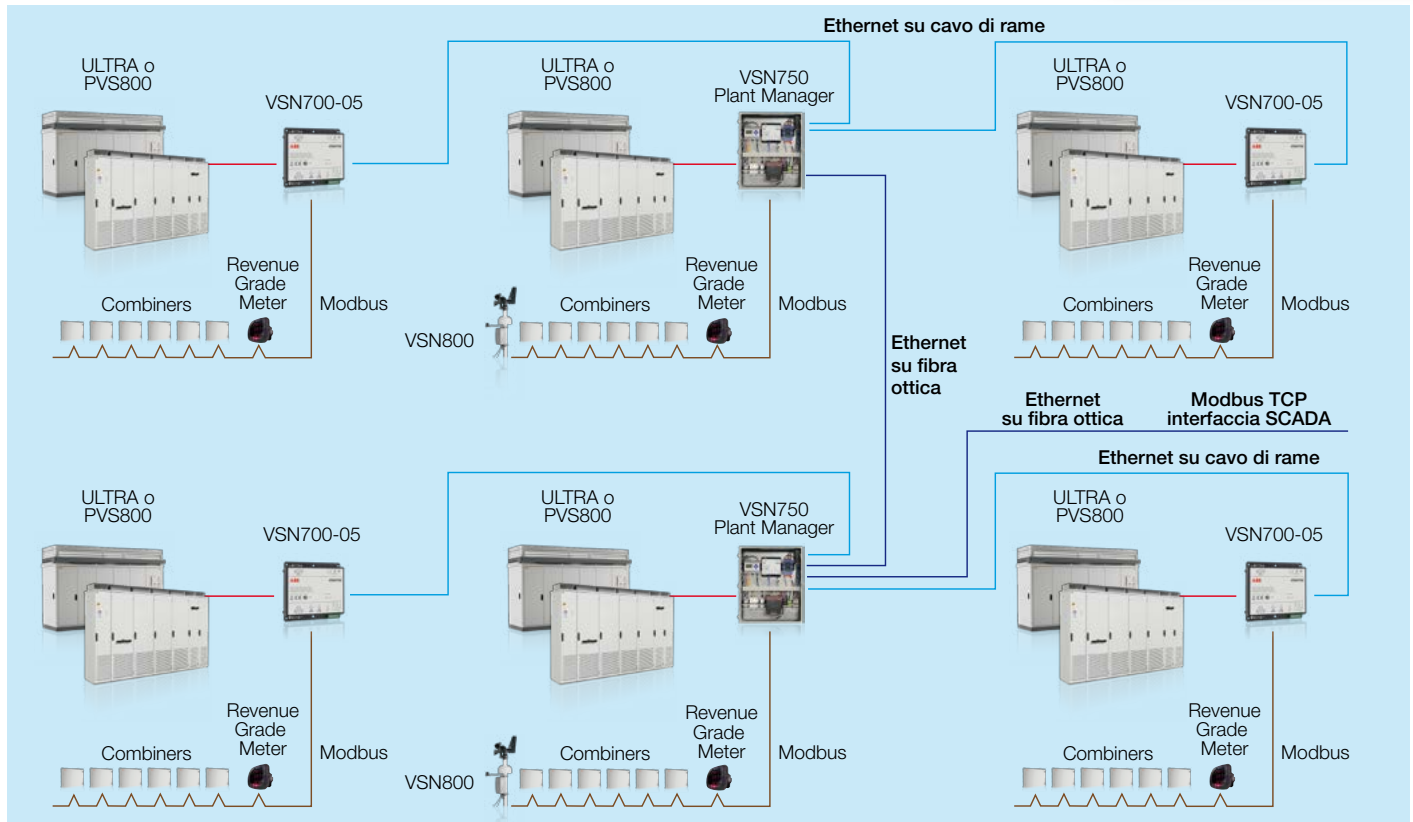 Ethernet su cavo di rame
ULTRA o
PVS800
VSN700-05
ULTRA o
PVS800
VSN750
Plant Manager
ULTRA o
PVS800
VSN700-05
ABB
ABB
Revenue
Grade
Meter
Combiners
Modbus
VSN800
Revenue
Grade
Meter
Combiners
Modbus
Revenue
Grade
Meter
Combiners
Modbus
Ethernet
su fibra
ottica
Ethernet
su fibra ottica
Modbus TCP
interfaccia SCADA
Ethernet su cavo di rame
ULTRA o
PVS800
VSN700-05
ULTRA o
PVS800
VSN750
Plant Manager
ULTRA o
PVS800
VSN700-05
ABB
ABB
Revenue
Grade
Meter
Combiners
Modbus
VSN800
Revenue
Grade
Meter
Combiners
Modbus
Revenue
Grade
Meter
Combiners
Modbus